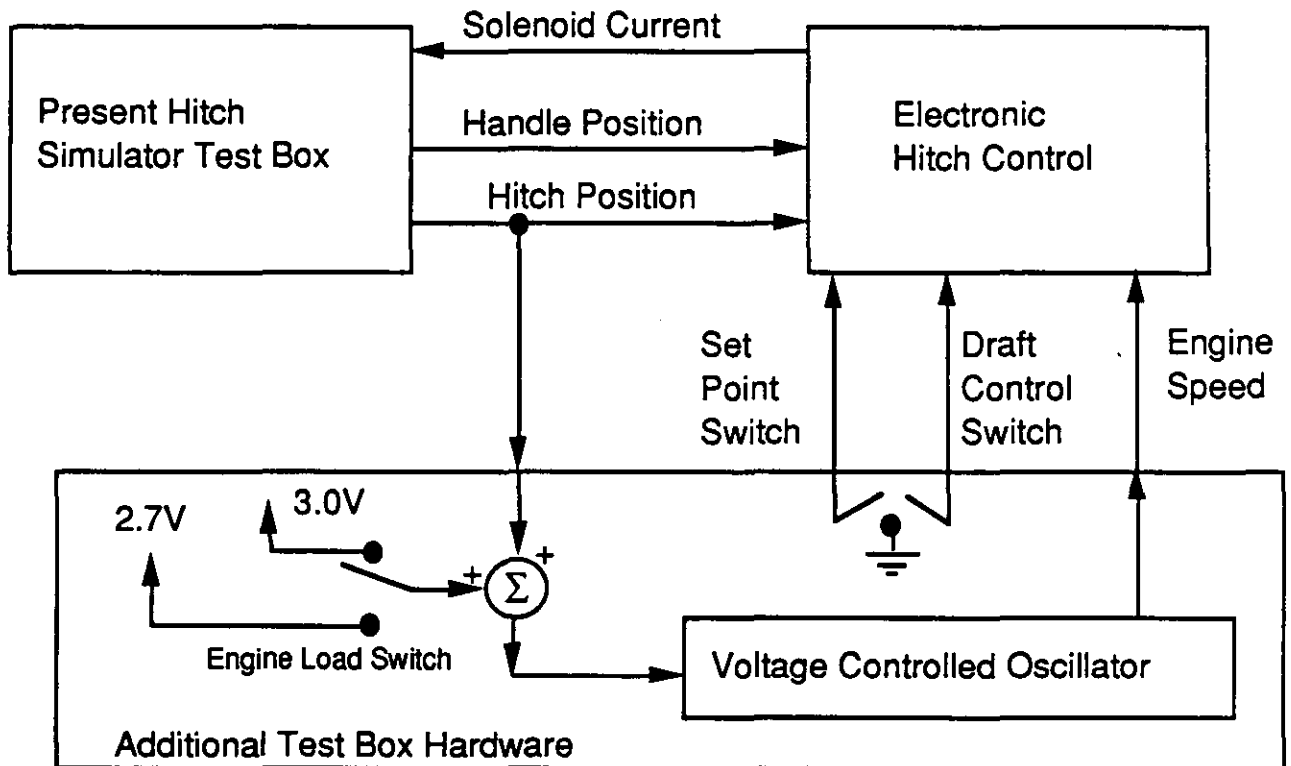 Solenoid Current
Present Hitch
Simulator Test Box
Handle Position
Hitch Position
Electronic
Hitch Control
Set
Point
Switch
Draft
Control
Switch
Engine
Speed
2.7V
3.0V
+
+
Σ
Engine Load Switch
Voltage Controlled Oscillator
Additional Test Box Hardware